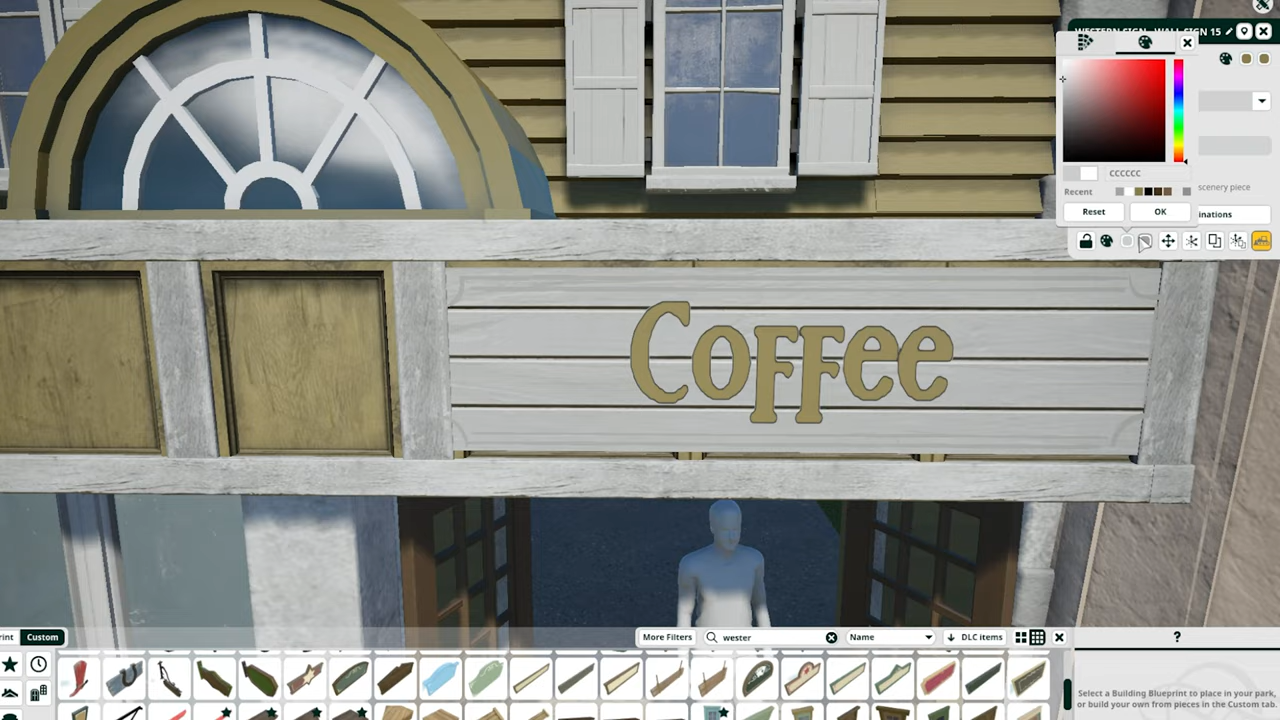 WESTERN SIGN - WALL SIGN 15
CCCCCC
Recent
scenery piece
Reset
OK
inations
Coffee
rint
Custom
More Filters
wester
Name
DLC items
?
Select a Building Blueprint to place in your park,
or build your own from pieces in the Custom tab.